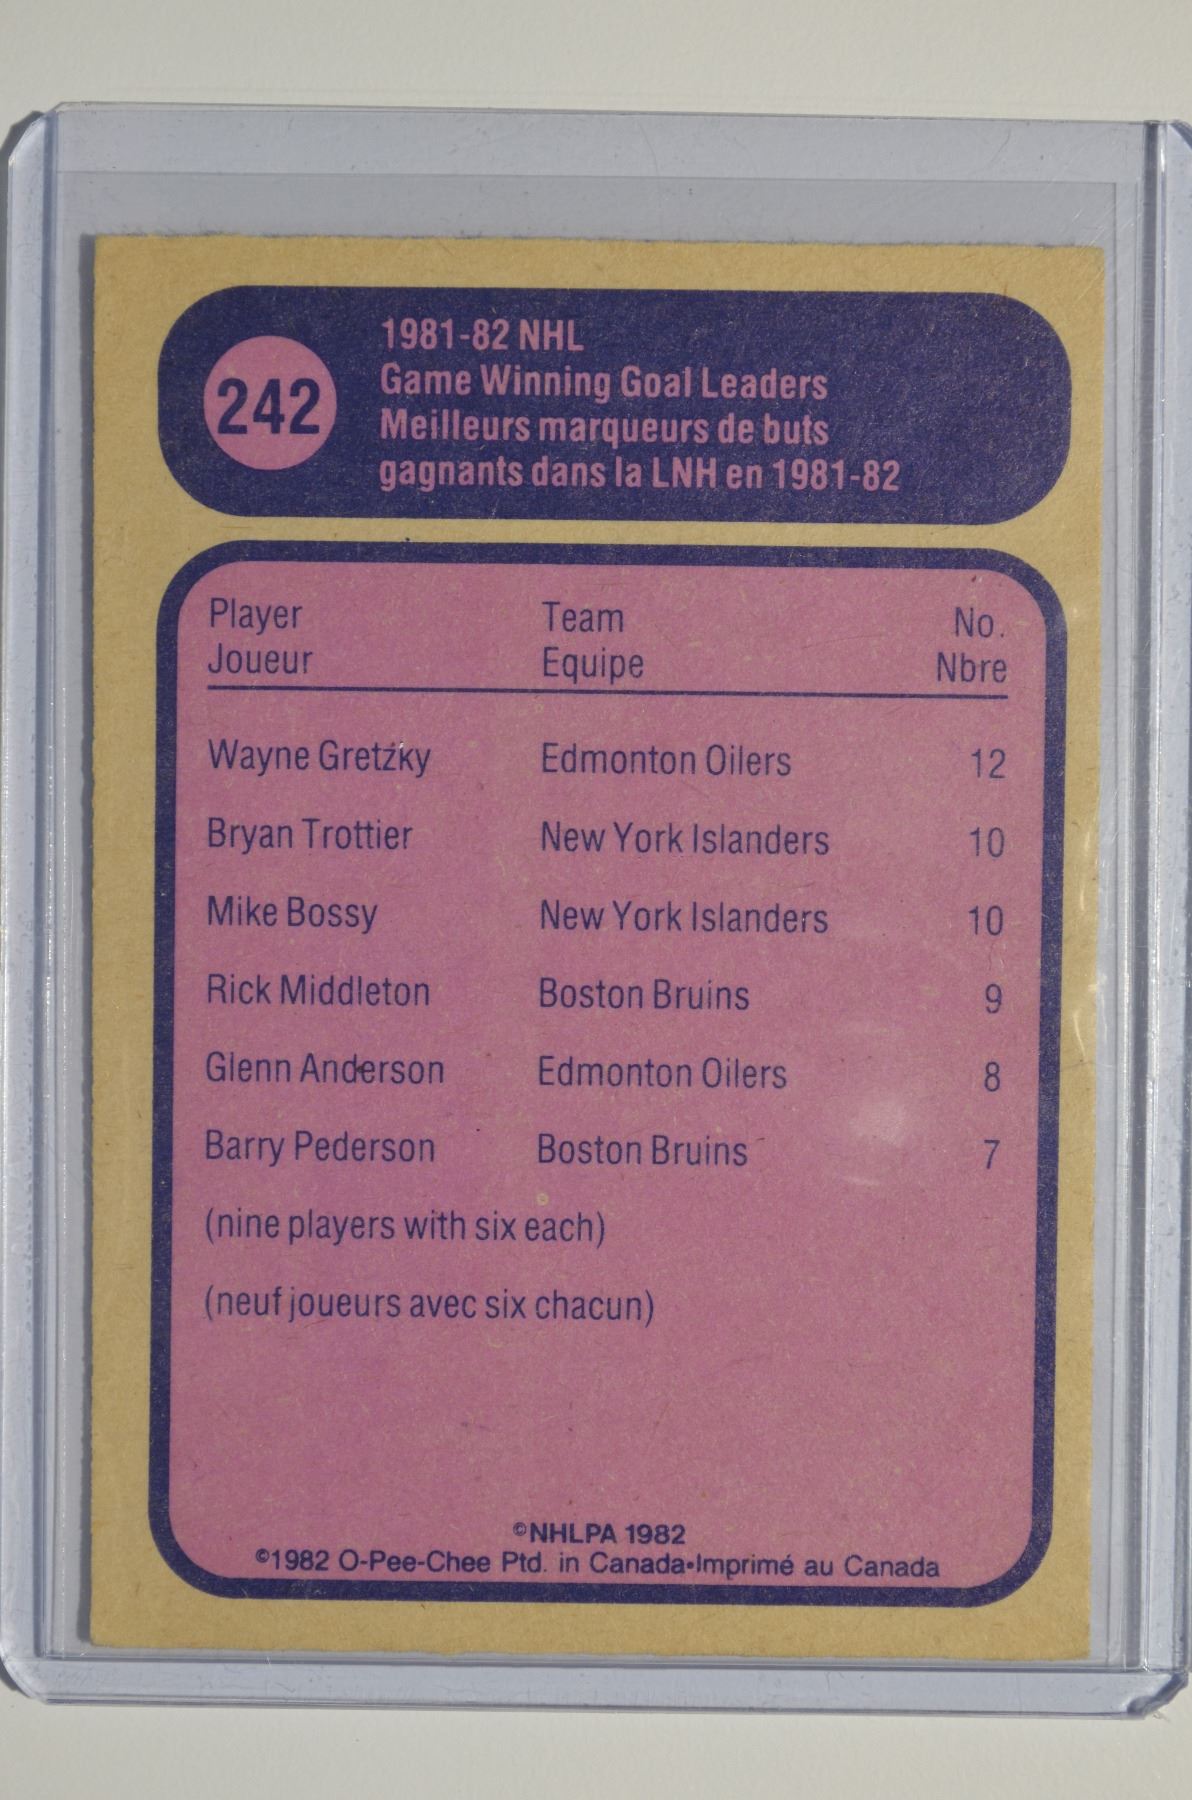 242
1981-82 NHL
Game Winning Goal Leaders
Meilleurs marqueurs de buts
gagnants dans la LNH en 1981-82
Player Team No.
Joueur Equipe Nbre
Wayne Gretzky Edmonton Oilers 12
Bryan Trottier New York Islanders 10
Mike Bossy New York Islanders 10
Rick Middleton Boston Bruins 9
Glenn Anderson Edmonton Oilers 8
Barry Pederson Boston Bruins 7
(nine players with six each)
(neuf joueurs avec six chacun)
©NHLPA 1982
©1982 O-Pee-Chee Ptd. in Canada•Imprimé au Canada